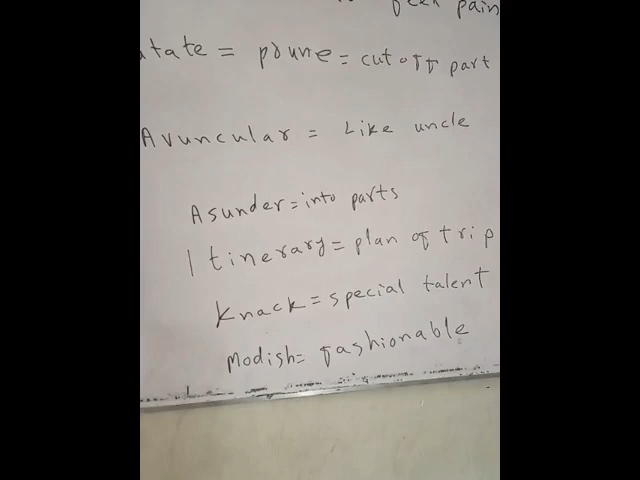 pain
= prune = cut off part
Avuncular = Like uncle
Asunder = into parts
Itinerary = plan of trip
Knack = special talent
Modish = fashionable